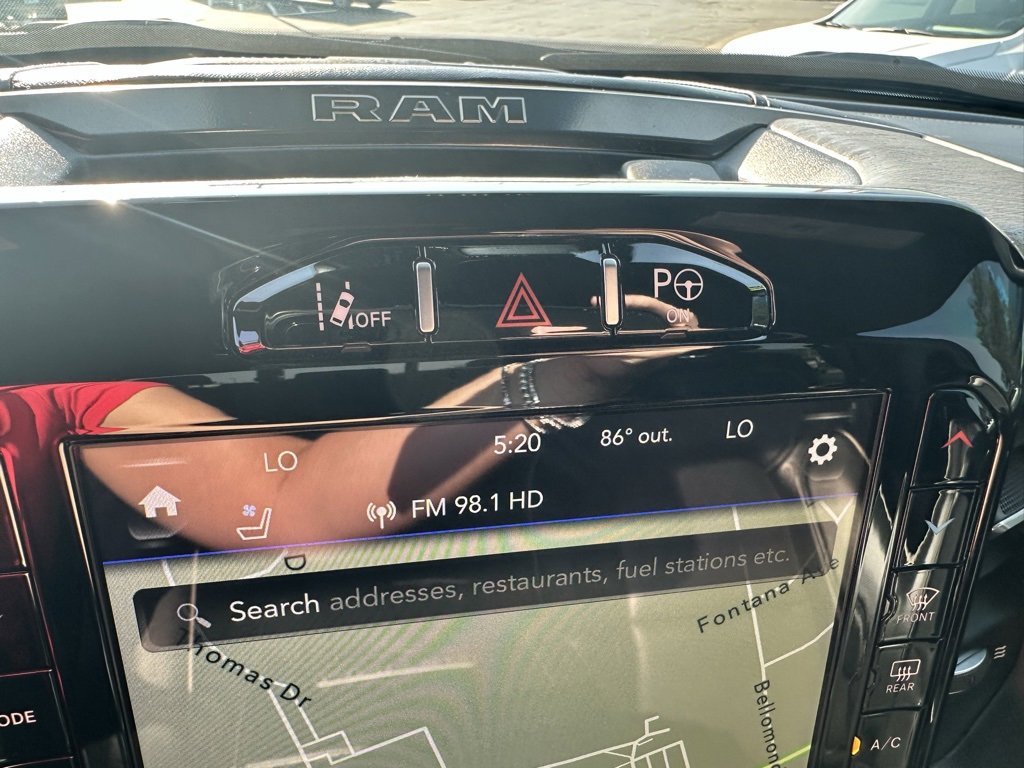 RAM
OFF
P
ON
LO
5:20
86° out.
LO
FM 98.1 HD
Search addresses, restaurants, fuel stations etc.
Thomas Dr
Fontana Ave
FRONT
REAR
ODE
A/C